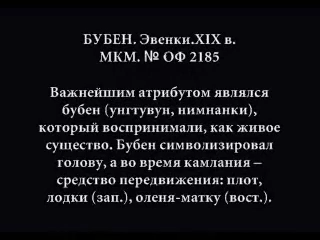 БУБЕН. Эвенки.XIX в.
МКМ. № ОФ 2185
Важнейшим атрибутом являлся
бубен (унгтувун, нимнанки),
который воспринимали, как живое
существо. Бубен символизировал
голову, а во время камлания –
средство передвижения: плот,
лодки (зап.), оленя-матку (вост.).